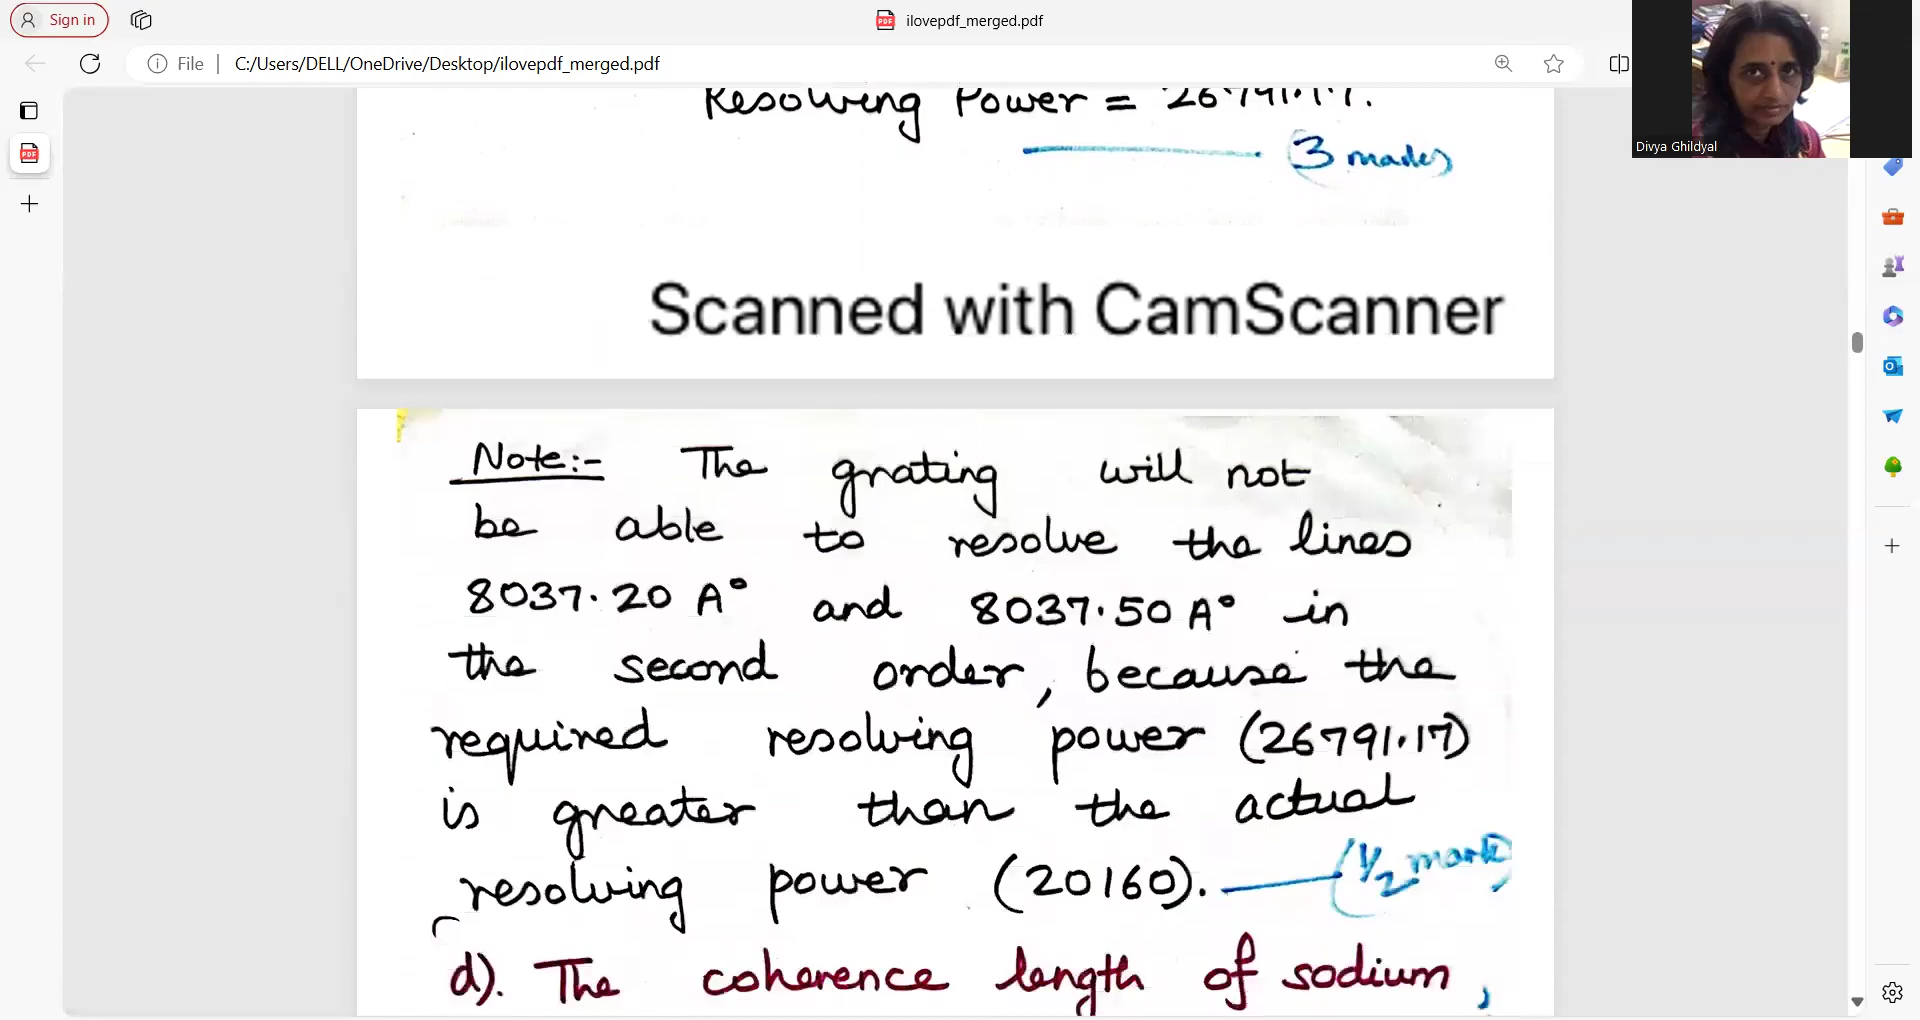 Sign in
ilovepdf_merged.pdf
File
C:/Users/DELL/OneDrive/Desktop/ilovepdf_merged.pdf
Divya Ghildyal
Resolving Power = 26791.17.
(3 marks)
Scanned with CamScanner
Note:- The grating will not
be able to resolve the lines
8037.20 A° and 8037.50 A° in
the second order, because the
required resolving power (26791.17)
is greater than the actual
resolving power (20160). (1/2 mark)
d). The coherence length of sodium,